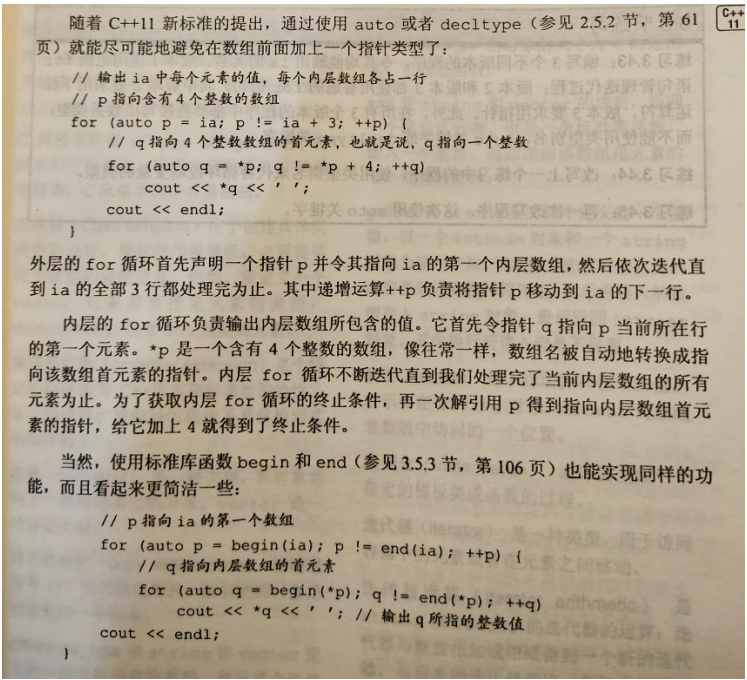 随着 C++11 新标准的提出，通过使用 auto 或者 decltype（参见 2.5.2 节，第 61
C++
11
页）就能尽可能地避免在数组前面加上一个指针类型了：
// 输出 ia 中每个元素的值，每个内层数组各占一行
// p 指向含有 4 个整数的数组
for (auto p = ia; p != ia + 3; ++p) {
// q 指向 4 个整数数组的首元素，也就是说，q 指向一个整数
for (auto q = *p; q != *p + 4; ++q)
cout << *q << ' ';
cout << endl;
}
外层的 for 循环首先声明一个指针 p 并令其指向 ia 的第一个内层数组，然后依次迭代直
到 ia 的全部 3 行都处理完为止。其中递增运算++p 负责将指针 p 移动到 ia 的下一行。
内层的 for 循环负责输出内层数组所包含的值。它首先令指针 q 指向 p 当前所在行
的第一个元素。*p 是一个含有 4 个整数的数组，像往常一样，数组名被自动地转换成指
向该数组首元素的指针。内层 for 循环不断迭代直到我们处理完了当前内层数组的所有
元素为止。为了获取内层 for 循环的终止条件，再一次解引用 p 得到指向内层数组首元
素的指针，给它加上 4 就得到了终止条件。
当然，使用标准库函数 begin 和 end（参见 3.5.3 节，第 106 页）也能实现同样的功
能，而且看起来更简洁一些：
// p 指向 ia 的第一个数组
for (auto p = begin(ia); p != end(ia); ++p) {
// q 指向内层数组的首元素
for (auto q = begin(*p); q != end(*p); ++q)
cout << *q << ' '; // 输出 q 所指的整数值
cout << endl;
}